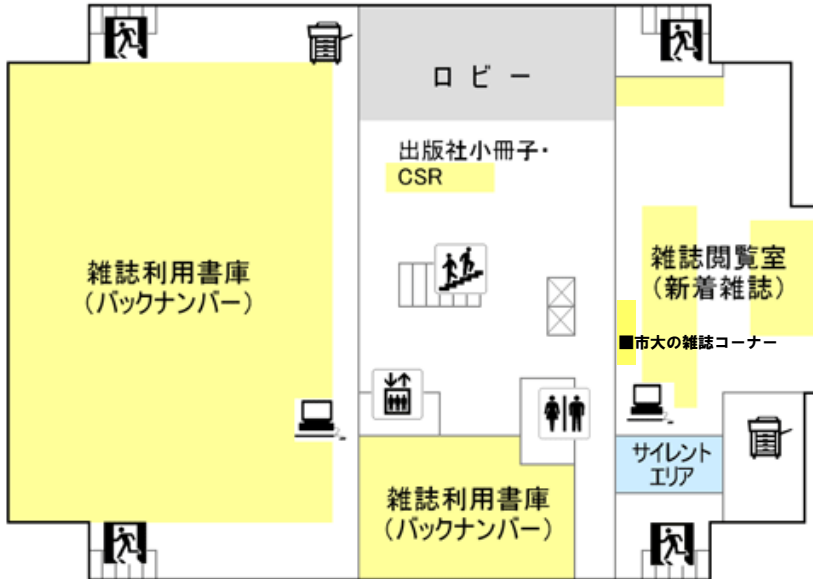 ロビー
出版社小冊子・
CSR
雑誌利用書庫
（バックナンバー）
雑誌閲覧室
（新着雑誌）
■市大の雑誌コーナー
サイレント
エリア
雑誌利用書庫
（バックナンバー）